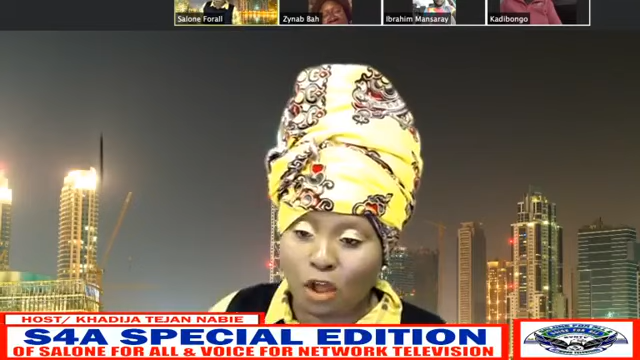 Salone Forall
Zynab Bah
Ibrahim Mansaray
Kadibongo
HOST/ KHADIJA TEJAN NABIE
S4A SPECIAL EDITION
OF SALONE FOR ALL & VOICE FOR NETWORK TELEVISION